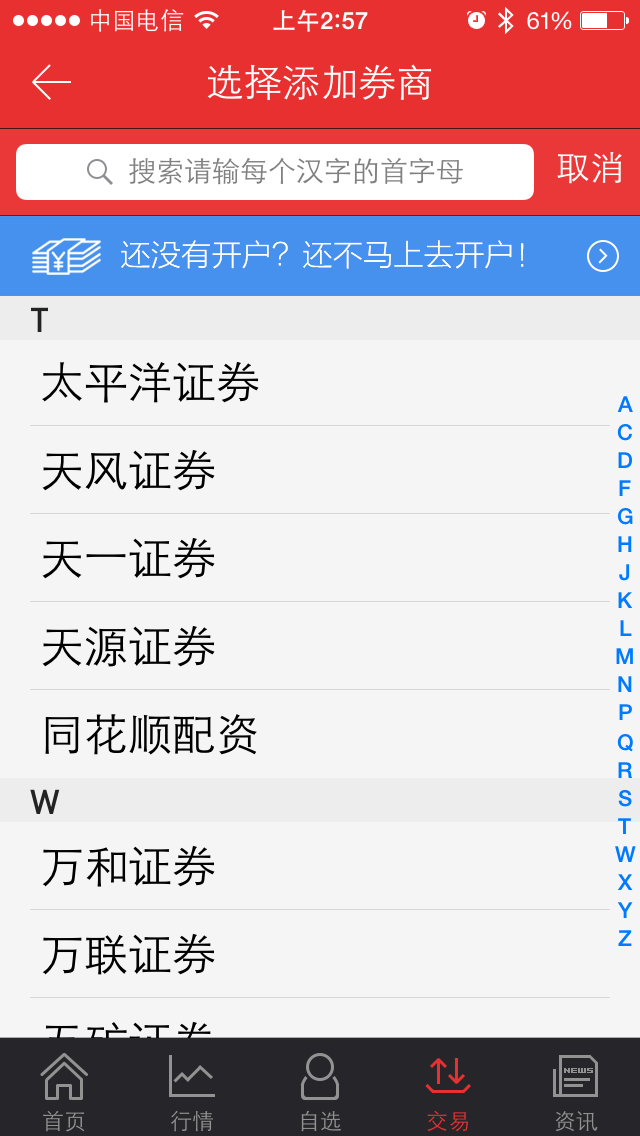 中国电信 上午2:57 61%
选择添加券商
搜索请输每个汉字的首字母 取消
还没有开户？还不马上去开户！
T
太平洋证券
天风证券
天一证券
天源证券
同花顺配资
W
万和证券
万联证券
五矿证券
A
C
D
F
G
H
J
K
L
M
N
P
Q
R
S
T
W
X
Y
Z
NEWS
首页 行情 自选 交易 资讯